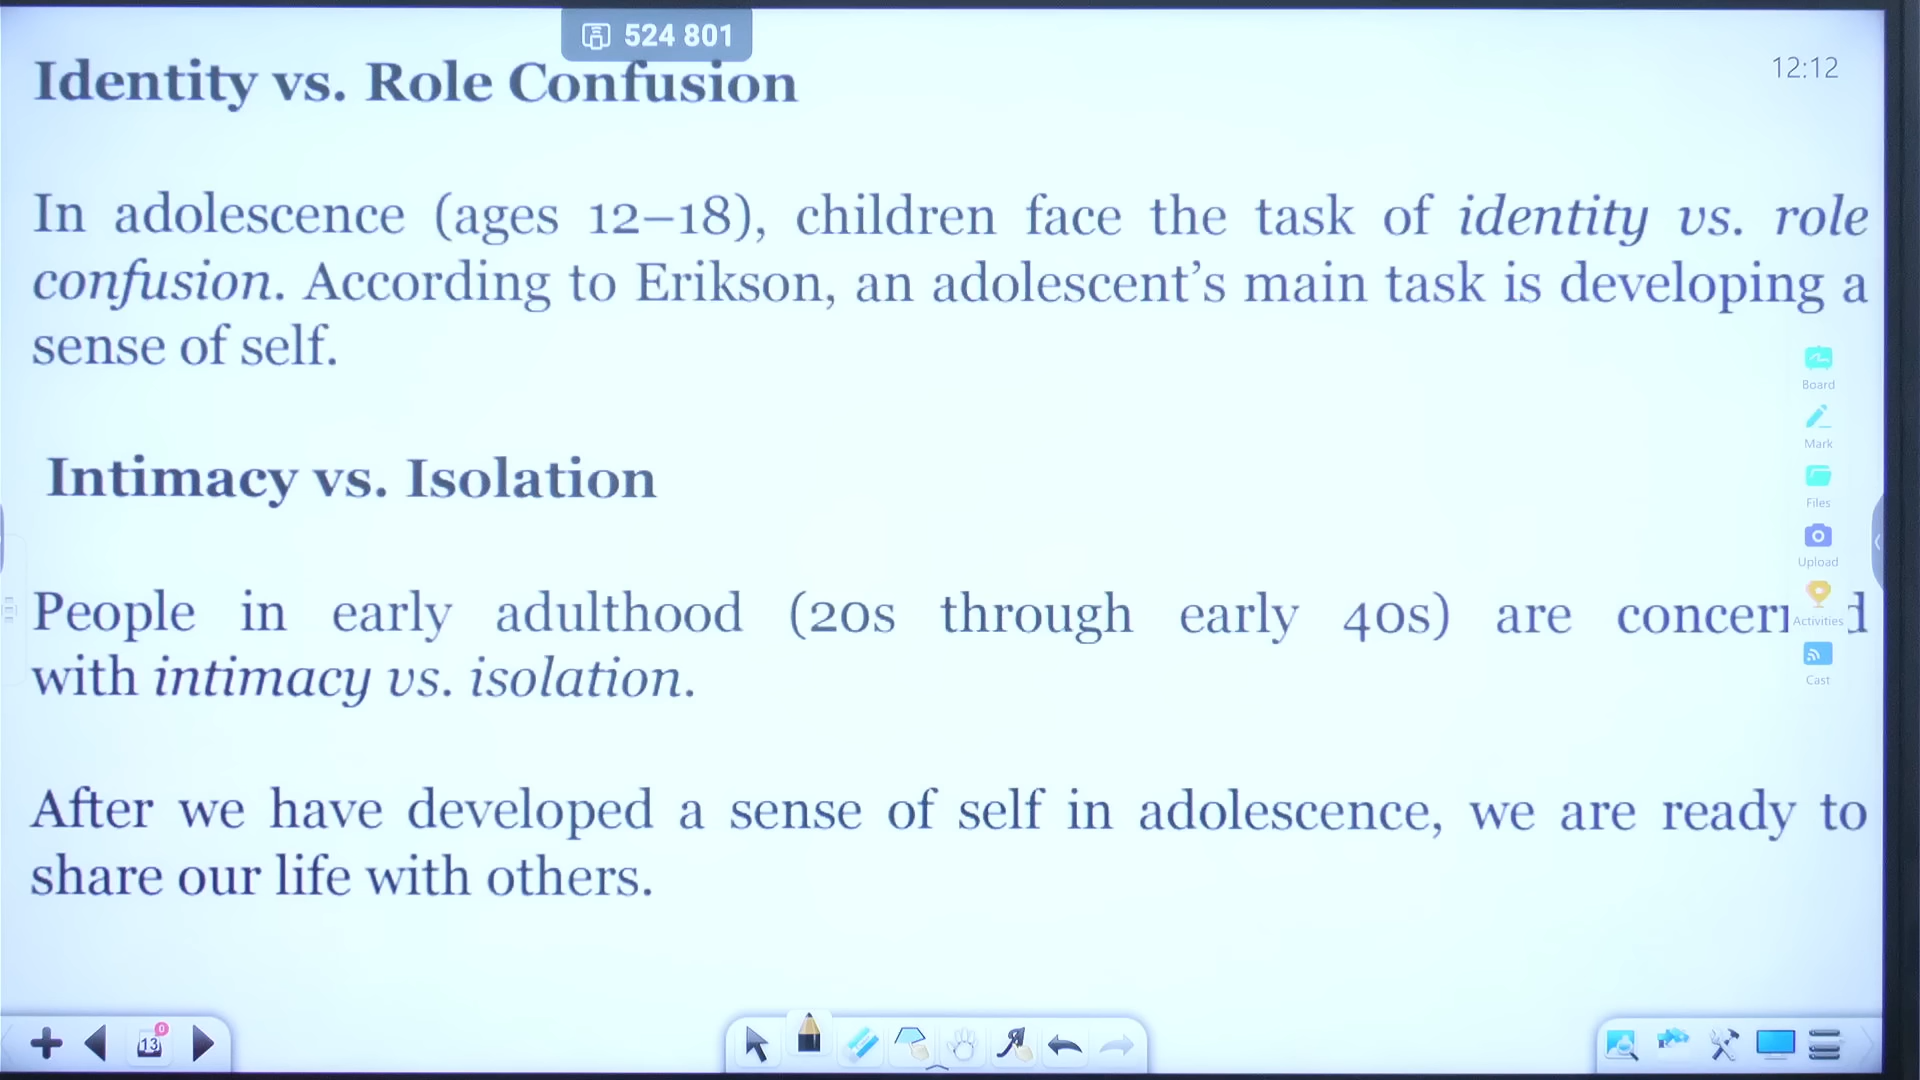 524 801
12:12
Identity vs. Role Confusion
In adolescence (ages 12–18), children face the task of identity vs. role
confusion. According to Erikson, an adolescent's main task is developing a
sense of self.
Board
Mark
Files
Upload
Activities
Cast
Intimacy vs. Isolation
People in early adulthood (20s through early 40s) are
with intimacy vs. isolation.
After we have developed a sense of self in adolescence, we are ready to
share our life with others.
13
0